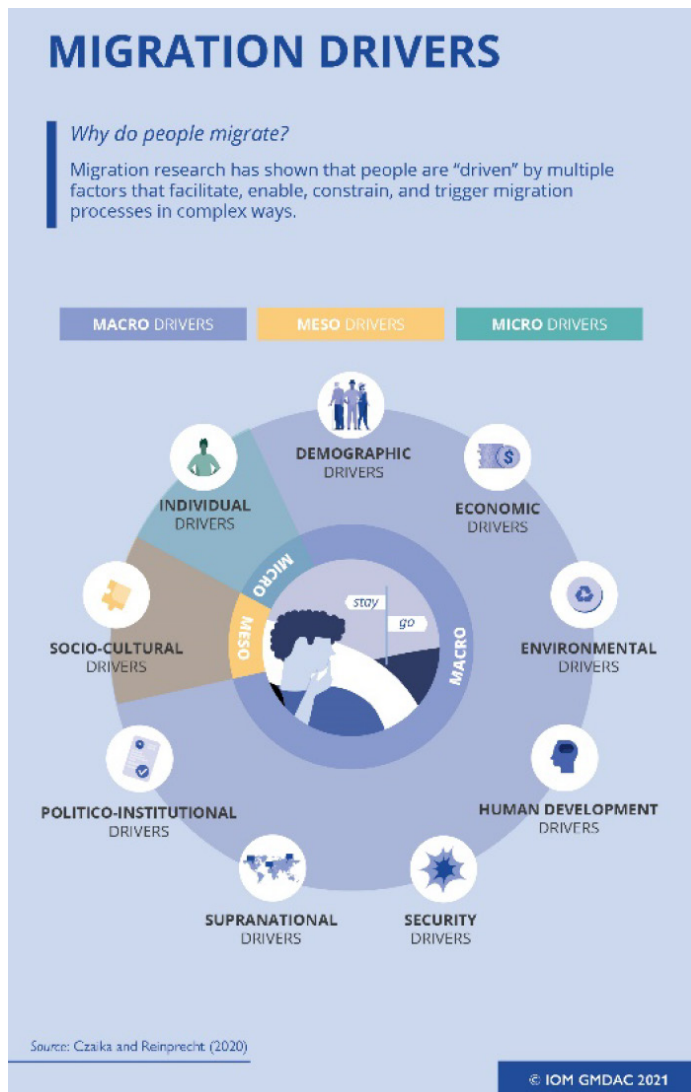 MIGRATION DRIVERS
Why do people migrate?
Migration research has shown that people are “driven” by multiple
factors that facilitate, enable, constrain, and trigger migration
processes in complex ways.
MACRO DRIVERS
MESO DRIVERS
MICRO DRIVERS
DEMOGRAPHIC
DRIVERS
$
ECONOMIC
DRIVERS
INDIVIDUAL
DRIVERS
MICRO
stay
go
MESO
MACRO
SOCIO-CULTURAL
DRIVERS
ENVIRONMENTAL
DRIVERS
POLITICO-INSTITUTIONAL
DRIVERS
HUMAN DEVELOPMENT
DRIVERS
SUPRANATIONAL
DRIVERS
SECURITY
DRIVERS
Source: Czaika and Reinprecht (2020)
© IOM GMDAC 2021